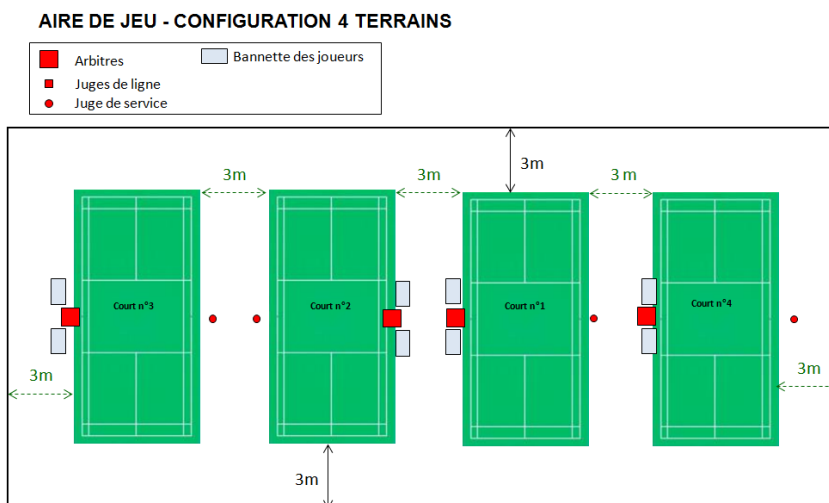 AIRE DE JEU - CONFIGURATION 4 TERRAINS
Arbitres
Bannette des joueurs
Juges de ligne
Juge de service
3m
3m
3m
3 m
Court n°3
Court n°2
Court n°1
Court n°4
3m
3m
3m